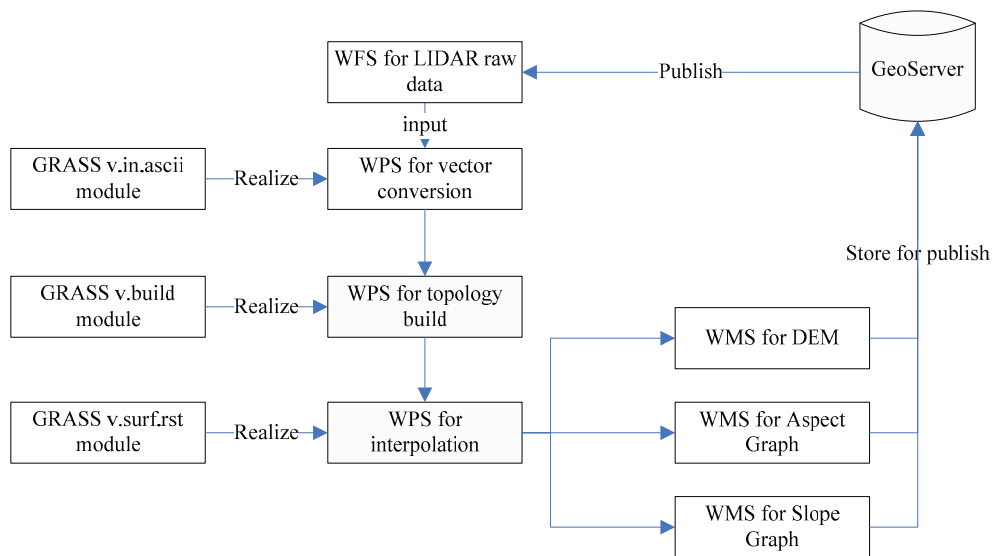 WFS for LIDAR raw
data
Publish
GeoServer
input
GRASS v.in.ascii
module
Realize
WPS for vector
conversion
Store for publish
GRASS v.build
module
Realize
WPS for topology
build
WMS for DEM
GRASS v.surf.rst
module
Realize
WPS for
interpolation
WMS for Aspect
Graph
WMS for Slope
Graph